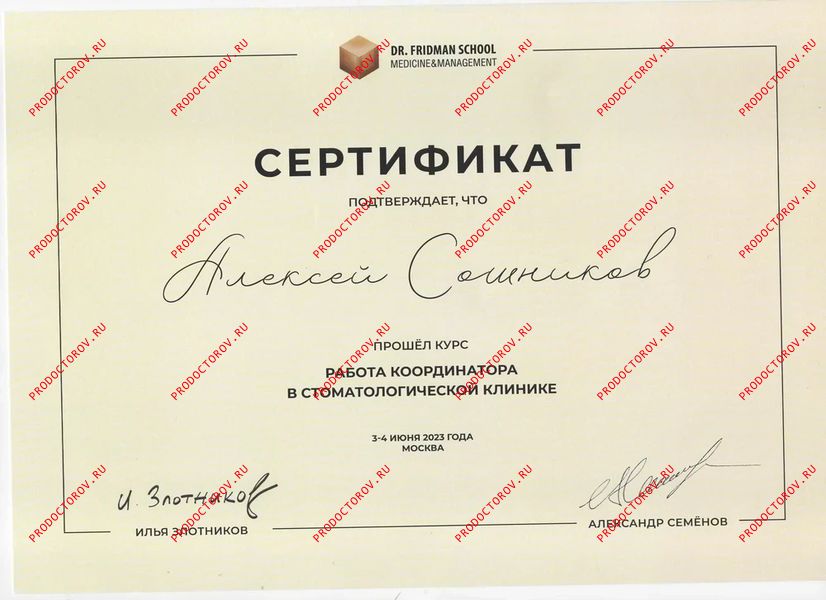 DR. FRIDMAN SCHOOL
MEDICINE&MANAGEMENT
СЕРТИФИКАТ
ПОДТВЕРЖДАЕТ, ЧТО
Алексей Сошников
ПРОШЁЛ КУРС
РАБОТА КООРДИНАТОРА
В СТОМАТОЛОГИЧЕСКОЙ КЛИНИКЕ
3-4 ИЮНЯ 2023 ГОДА
МОСКВА
И. Злотников
ИЛЬЯ ЗЛОТНИКОВ
АЛЕКСАНДР СЕМЁНОВ
PRODOCTOROV.RU